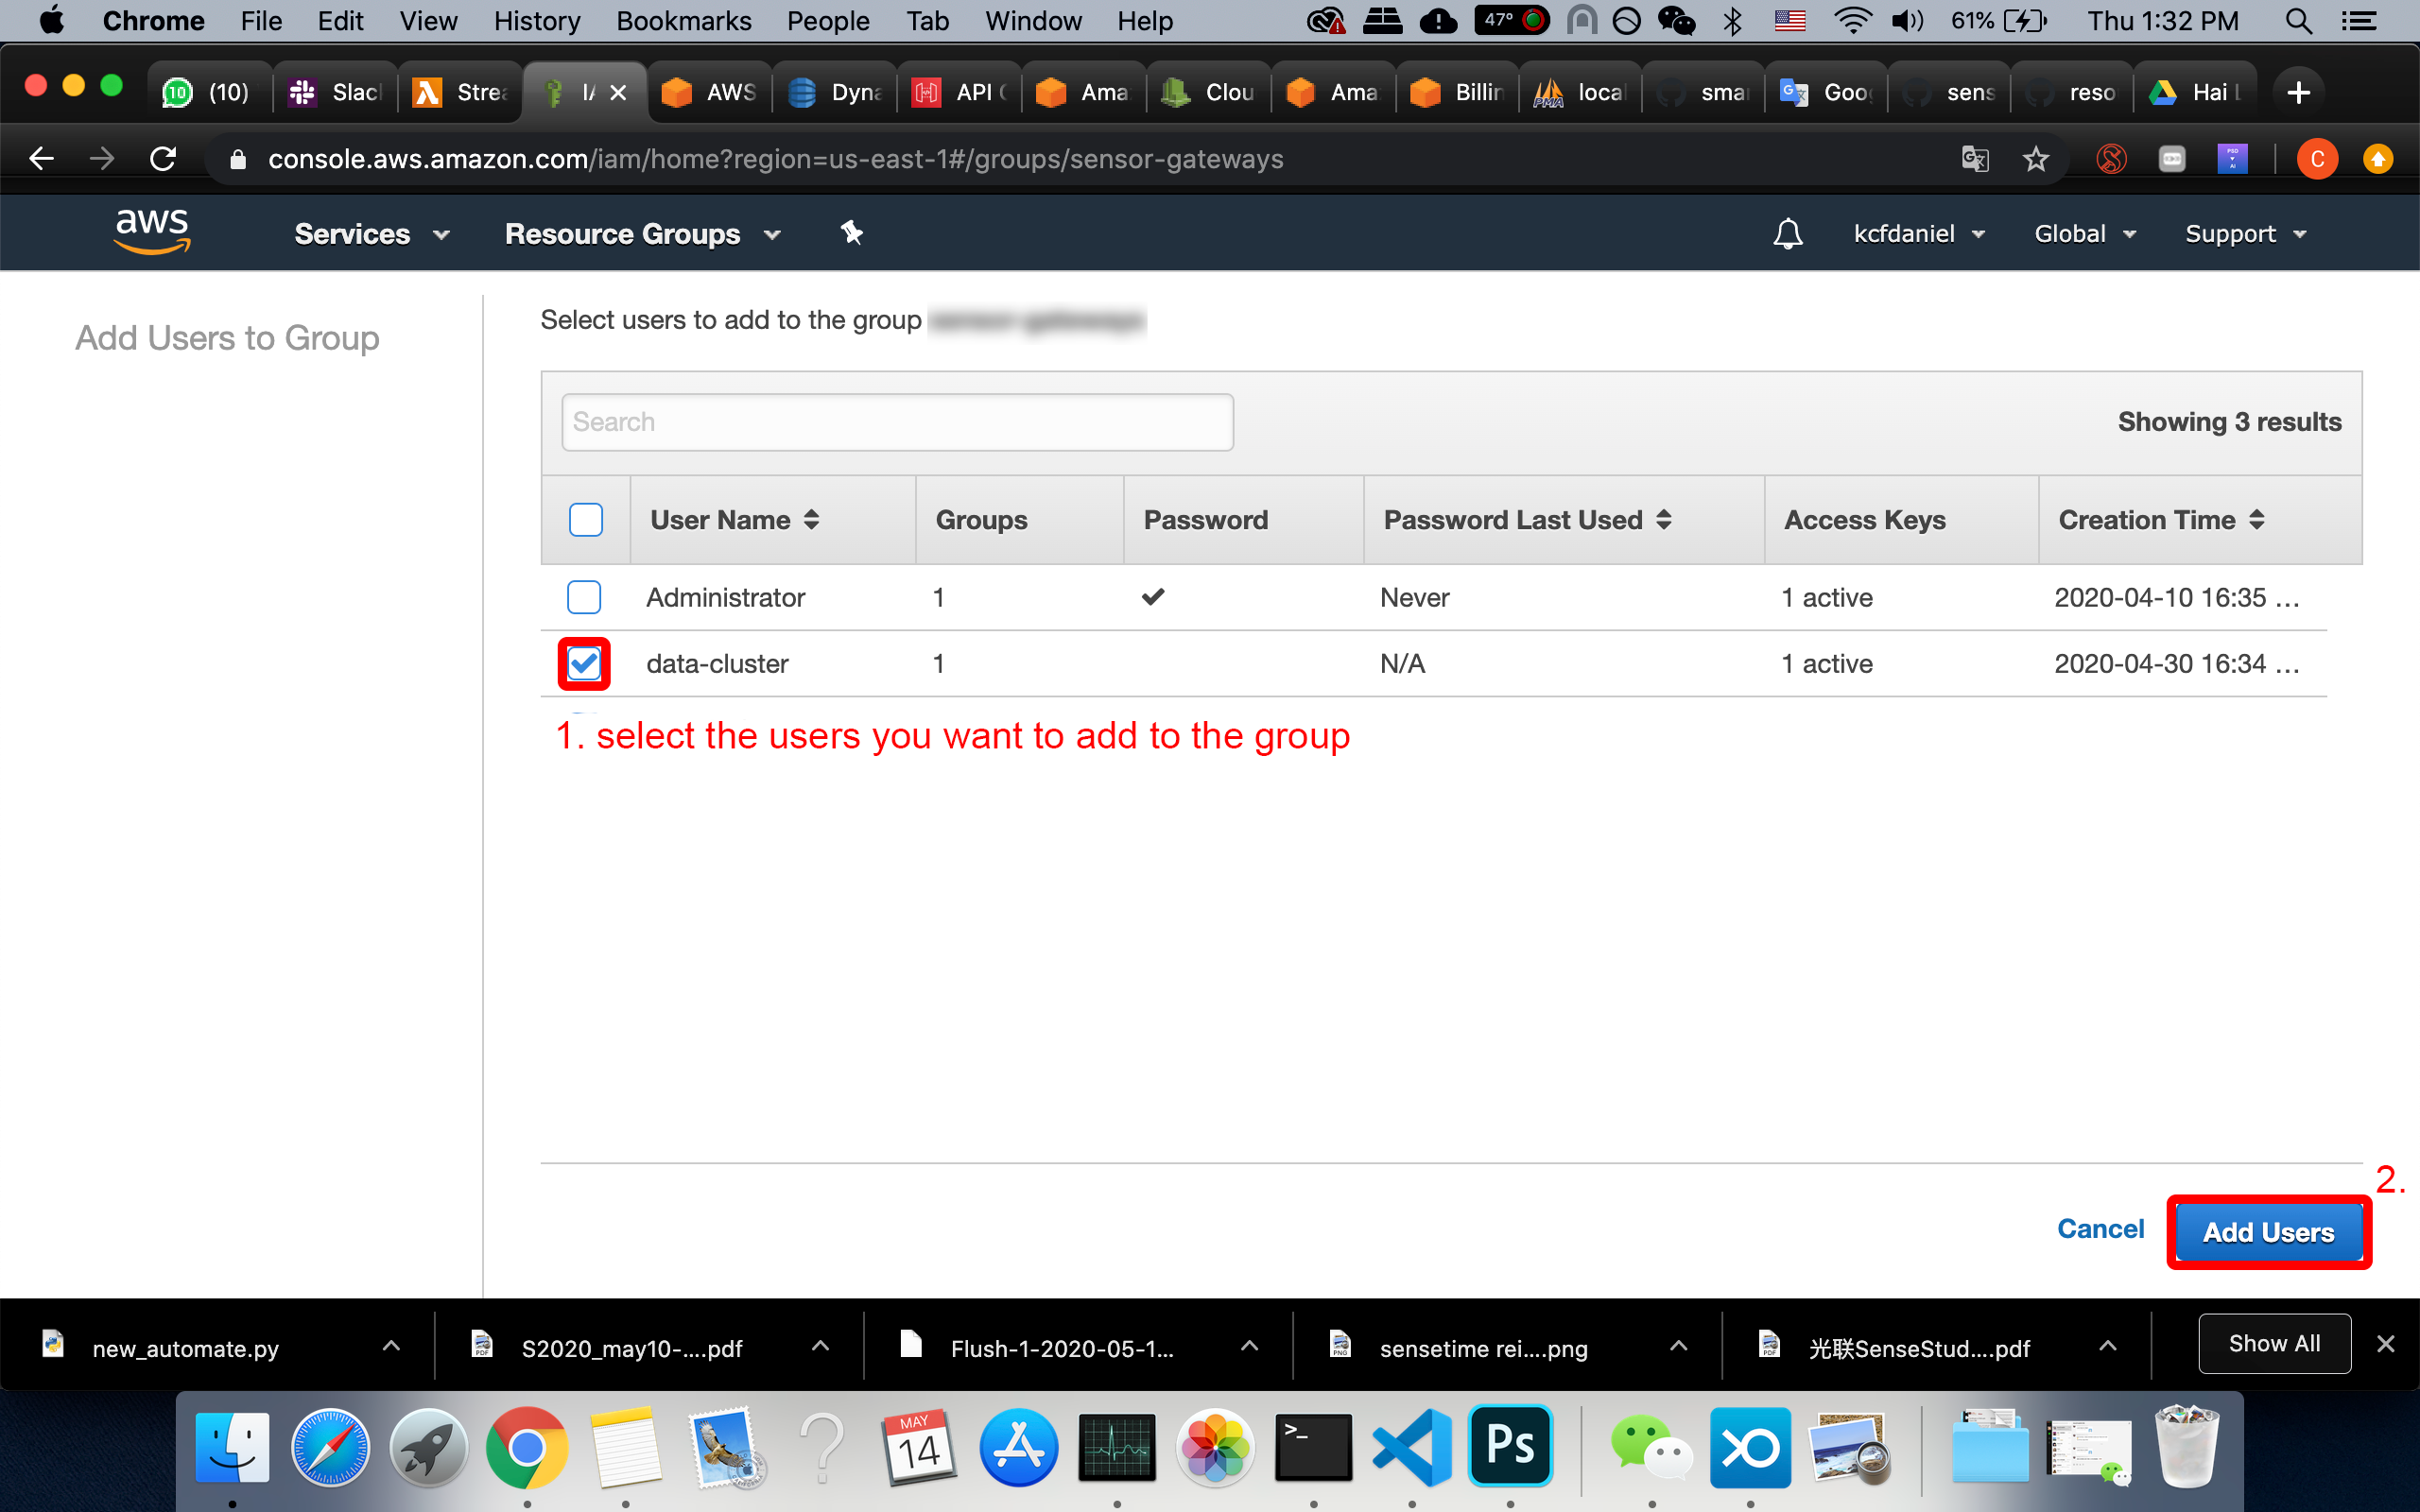 Chrome File Edit View History Bookmarks People Tab Window Help 47° 61% Thu 1:32 PM
10 (10) Slac Strea IA AWS Dyna API Ama Clou Ama Billin PMA loca sma Goo sens reso Hai L
console.aws.amazon.com/iam/home?region=us-east-1#/groups/sensor-gateways C
aws Services Resource Groups kcfdaniel Global Support
Add Users to Group
Select users to add to the group
Search
Showing 3 results
User Name Groups Password Password Last Used Access Keys Creation Time
Administrator 1 Never 1 active 2020-04-10 16:35 ...
data-cluster 1 N/A 1 active 2020-04-30 16:34 ...
1. select the users you want to add to the group
2.
Cancel Add Users
new_automate.py S2020_may10-....pdf Flush-1-2020-05-1... sensetime rei....png 光联SenseStud....pdf Show All
MAY
14
>_
Ps